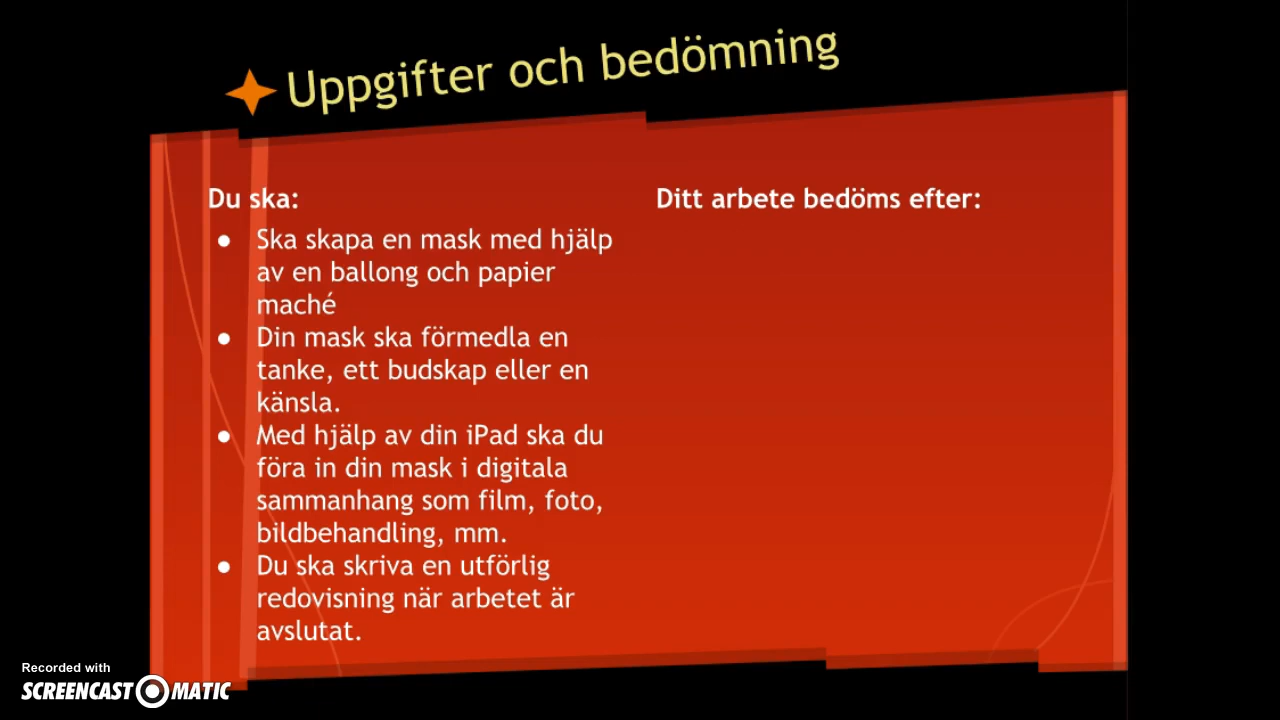 Uppgifter och bedömning
Du ska:
● Ska skapa en mask med hjälp
av en ballong och papier
maché
● Din mask ska förmedla en
tanke, ett budskap eller en
känsla.
● Med hjälp av din iPad ska du
föra in din mask i digitala
sammanhang som film, foto,
bildbehandling, mm.
● Du ska skriva en utförlig
redovisning när arbetet är
avslutat.
Ditt arbete bedöms efter:
Recorded with
SCREENCAST-O-MATIC